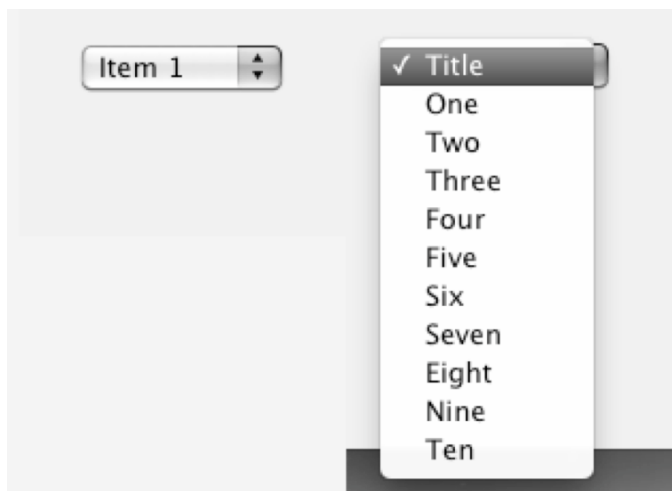 Item 1
✓ Title
One
Two
Three
Four
Five
Six
Seven
Eight
Nine
Ten